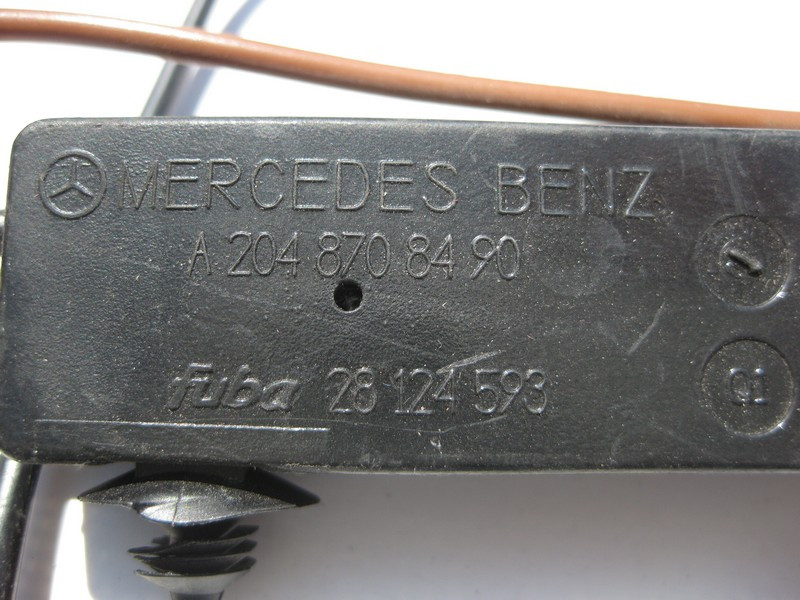 MERCEDES BENZ
A 204 870 84 90
fuba 28 124 593
01